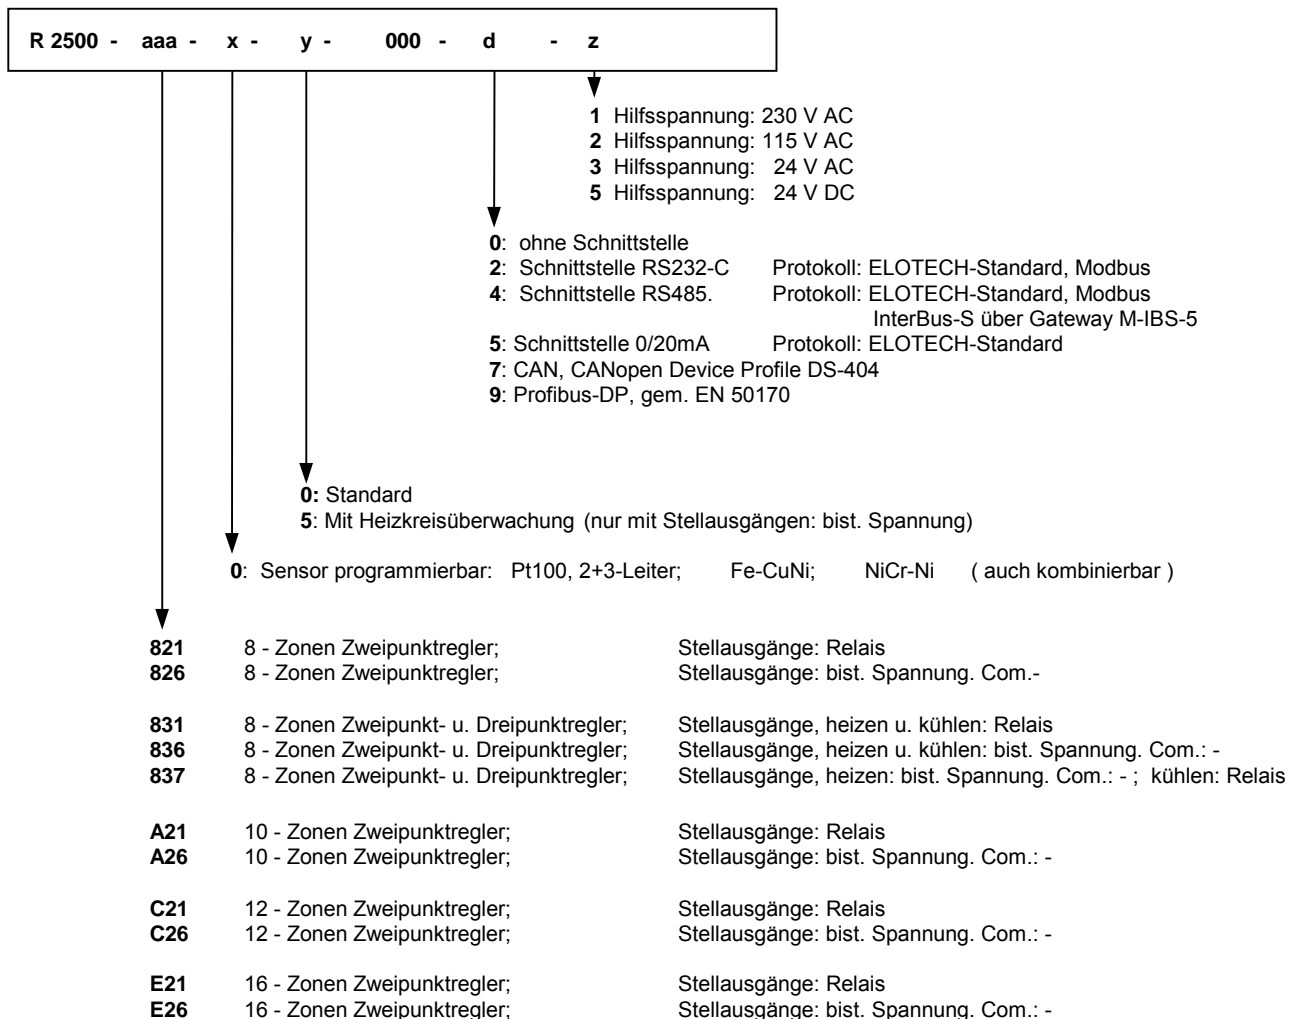 R 2500 - aaa - x - y - 000 - d - z
1 Hilfsspannung: 230 V AC
2 Hilfsspannung: 115 V AC
3 Hilfsspannung: 24 V AC
5 Hilfsspannung: 24 V DC
0: ohne Schnittstelle
2: Schnittstelle RS232-C Protokoll: ELOTECH-Standard, Modbus
4: Schnittstelle RS485. Protokoll: ELOTECH-Standard, Modbus
InterBus-S über Gateway M-IBS-5
5: Schnittstelle 0/20mA Protokoll: ELOTECH-Standard
7: CAN, CANopen Device Profile DS-404
9: Profibus-DP, gem. EN 50170
0: Standard
5: Mit Heizkreisüberwachung (nur mit Stellausgängen: bist. Spannung)
0: Sensor programmierbar: Pt100, 2+3-Leiter; Fe-CuNi; NiCr-Ni ( auch kombinierbar )
821 8 - Zonen Zweipunktregler; Stellausgänge: Relais
826 8 - Zonen Zweipunktregler; Stellausgänge: bist. Spannung. Com.-
831 8 - Zonen Zweipunkt- u. Dreipunktregler; Stellausgänge, heizen u. kühlen: Relais
836 8 - Zonen Zweipunkt- u. Dreipunktregler; Stellausgänge, heizen u. kühlen: bist. Spannung. Com.: -
837 8 - Zonen Zweipunkt- u. Dreipunktregler; Stellausgänge, heizen: bist. Spannung. Com.: - ; kühlen: Relais
A21 10 - Zonen Zweipunktregler; Stellausgänge: Relais
A26 10 - Zonen Zweipunktregler; Stellausgänge: bist. Spannung. Com.: -
C21 12 - Zonen Zweipunktregler; Stellausgänge: Relais
C26 12 - Zonen Zweipunktregler; Stellausgänge: bist. Spannung. Com.: -
E21 16 - Zonen Zweipunktregler; Stellausgänge: Relais
E26 16 - Zonen Zweipunktregler; Stellausgänge: bist. Spannung. Com.: -